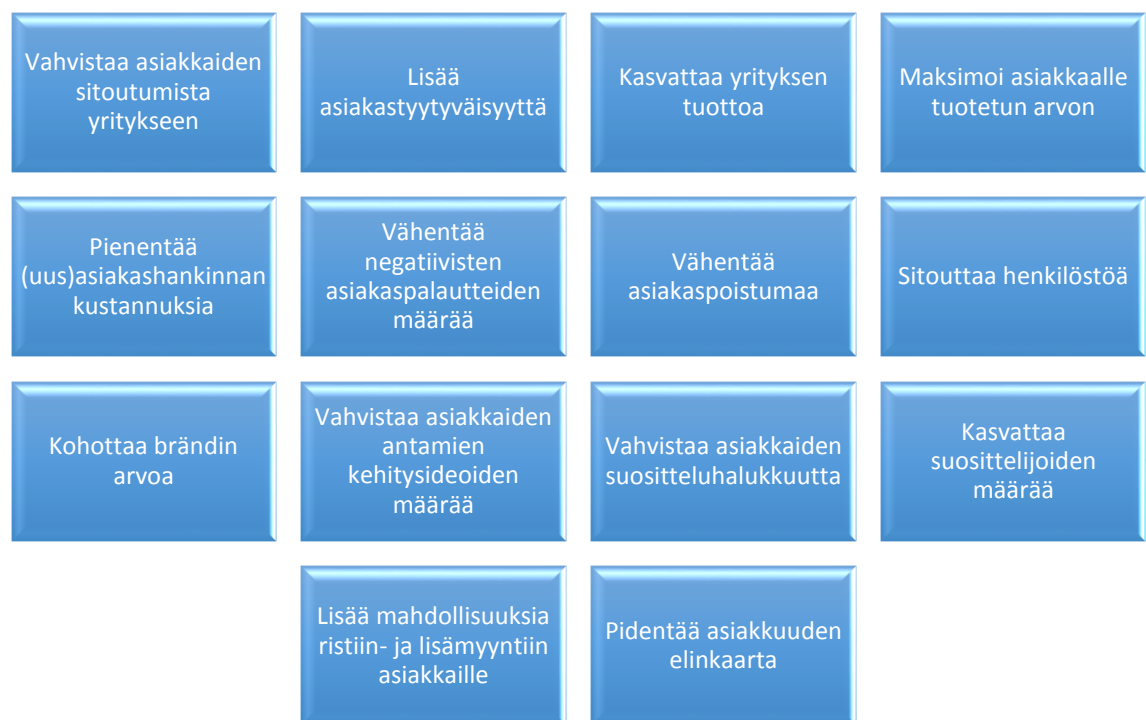 Vahvistaa asiakkaiden
sitoutumista
yritykseen
Lisää
asiakastyytyväisyyttä
Kasvattaa yrityksen
tuottoa
Maksimoi asiakkaalle
tuotetun arvon
Pienentää
(uus)asiakashankinnan
kustannuksia
Vähentää
negatiivisten
asiakaspalautteiden
määrää
Vähentää
asiakaspoistumaa
Sitouttaa henkilöstöä
Kohottaa brändin
arvoa
Vahvistaa asiakkaiden
antamien
kehitysideoiden
määrää
Vahvistaa asiakkaiden
suositteluhalukkuutta
Kasvattaa
suosittelijoiden
määrää
Lisää mahdollisuuksia
ristiin- ja lisämyyntiin
asiakkaille
Pidentää asiakkuuden
elinkaarta